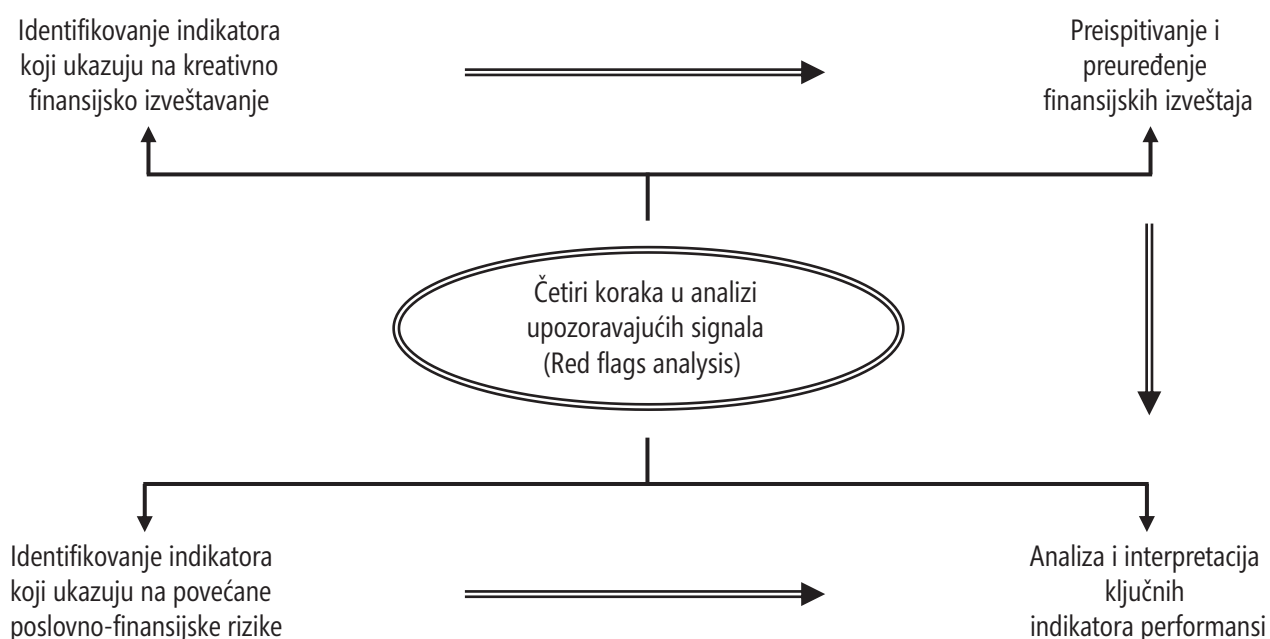 Identifikovanje indikatora
koji ukazuju na kreativno
finansijsko izveštavanje
Preispitivanje i
preuređenje
finansijskih izveštaja
Četiri koraka u analizi
upozoravajućih signala
(Red flags analysis)
Identifikovanje indikatora
koji ukazuju na povećane
poslovno-finansijske rizike
Analiza i interpretacija
ključnih
indikatora performansi